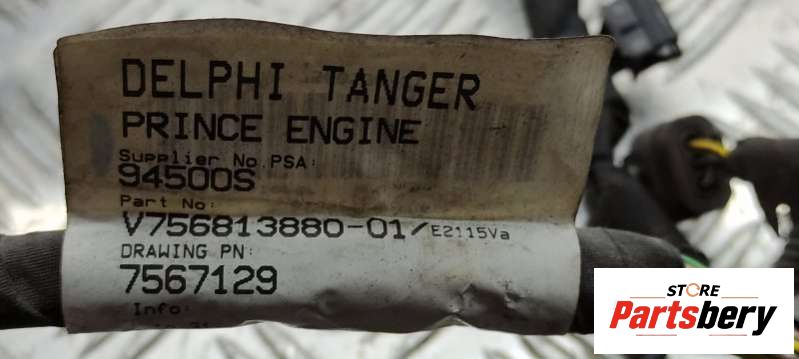 DELPHI TANGER
PRINCE ENGINE
Supplier No.PSA:
94500S
Part No:
V756813880-01/E2115Va
DRAWING PN:
7567129
Info:
STORE
Partsbery